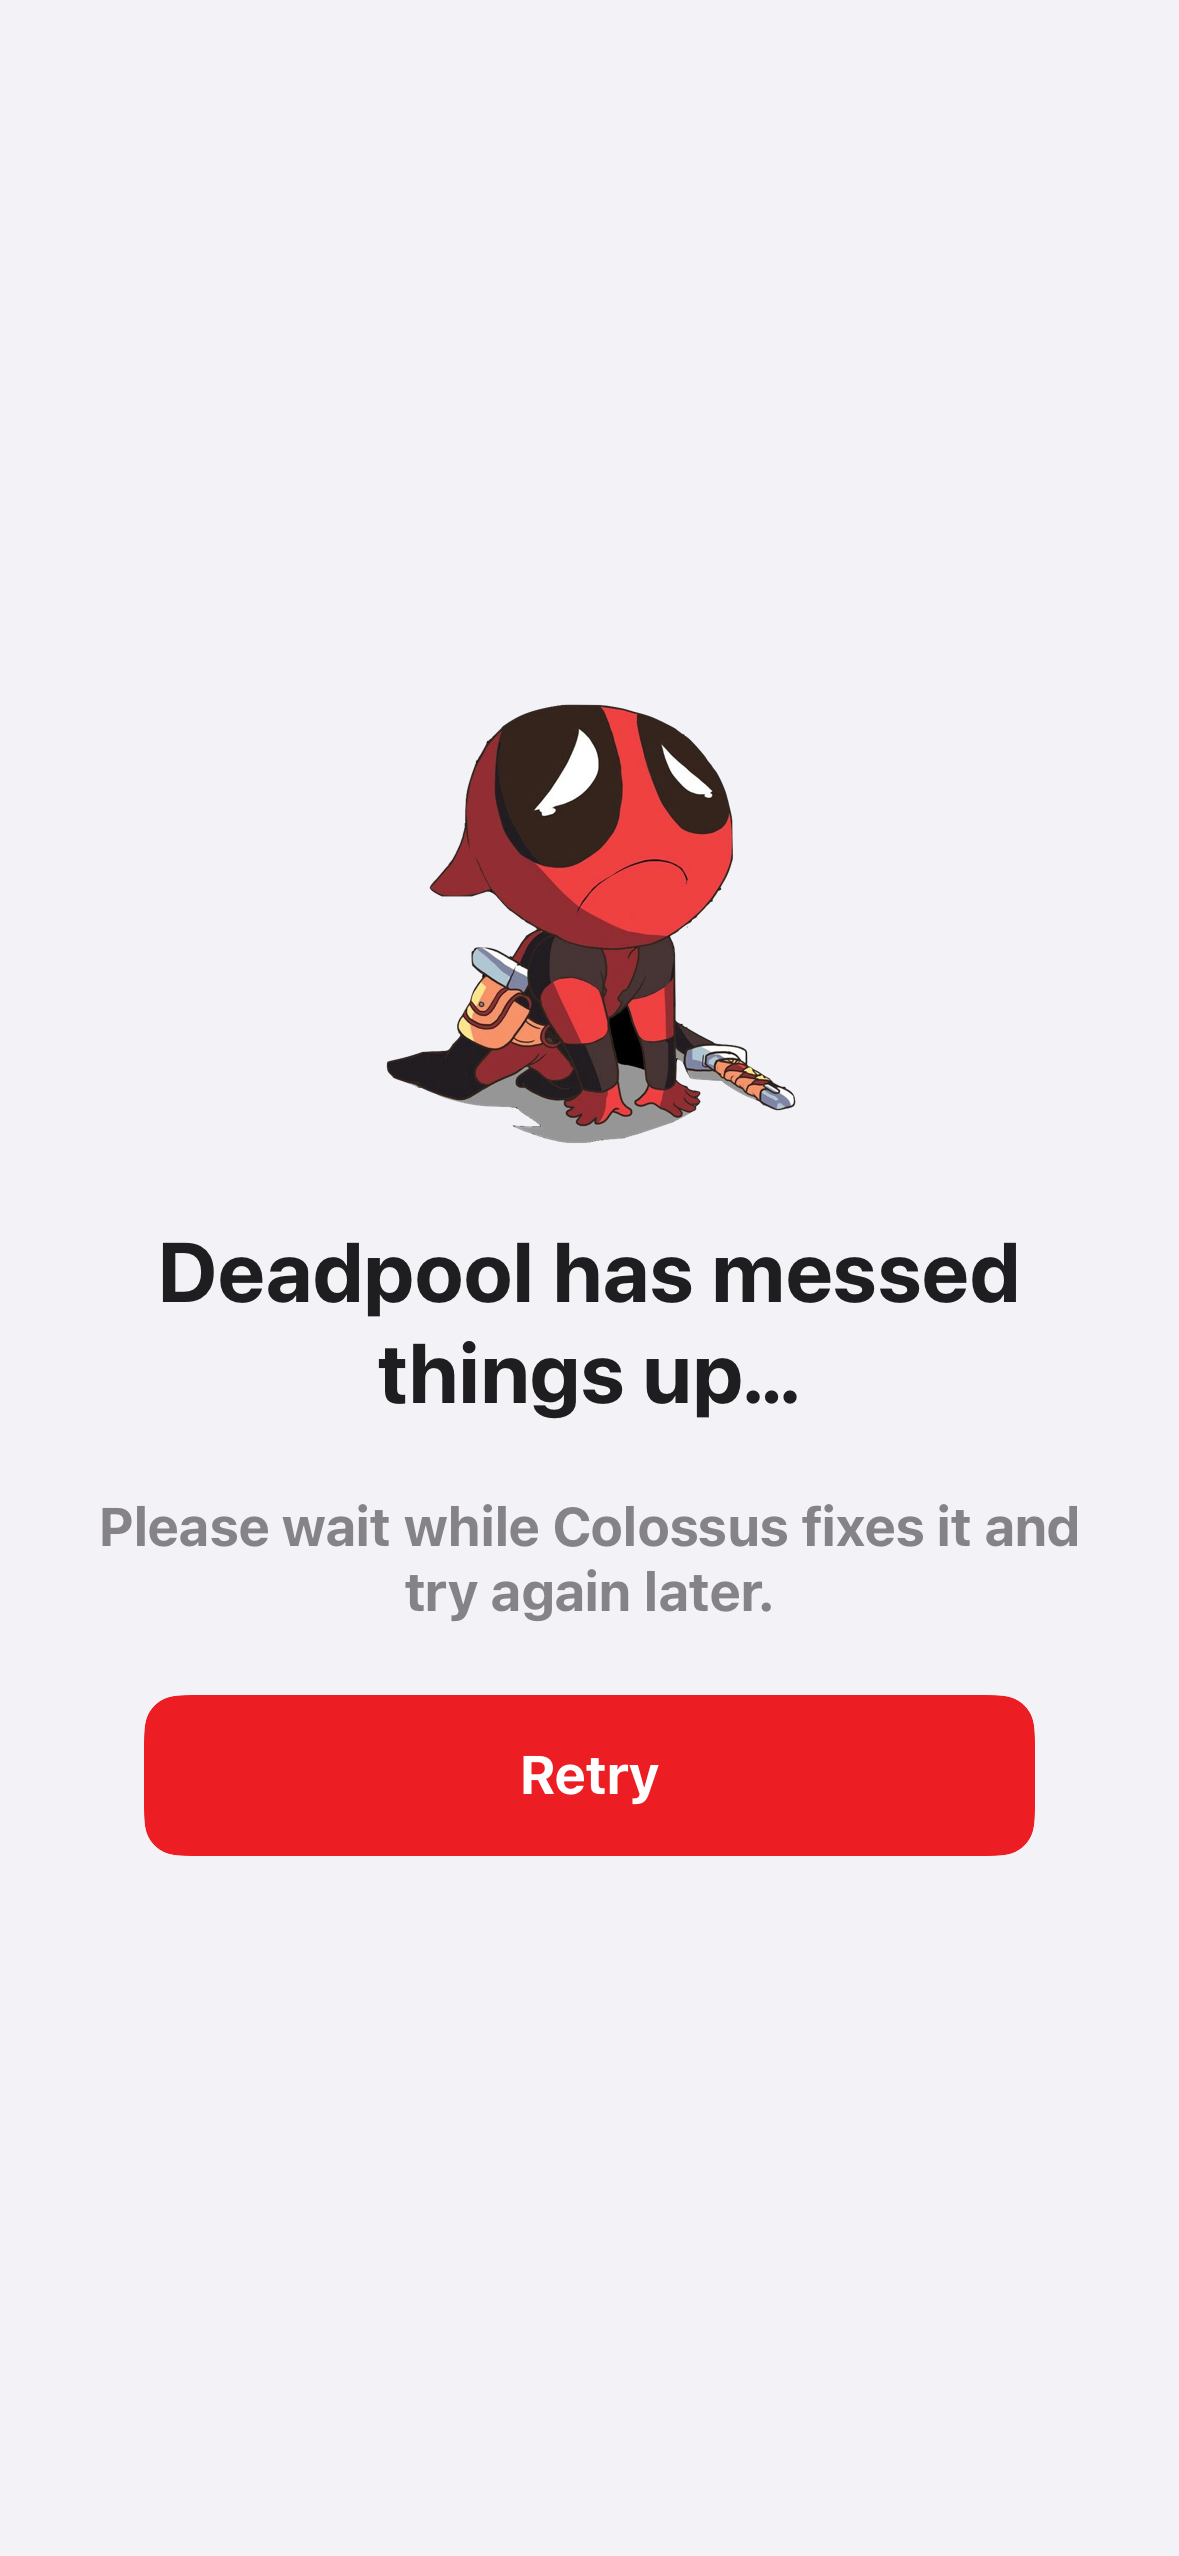 Deadpool has messed
things up...
Please wait while Colossus fixes it and
try again later.
Retry